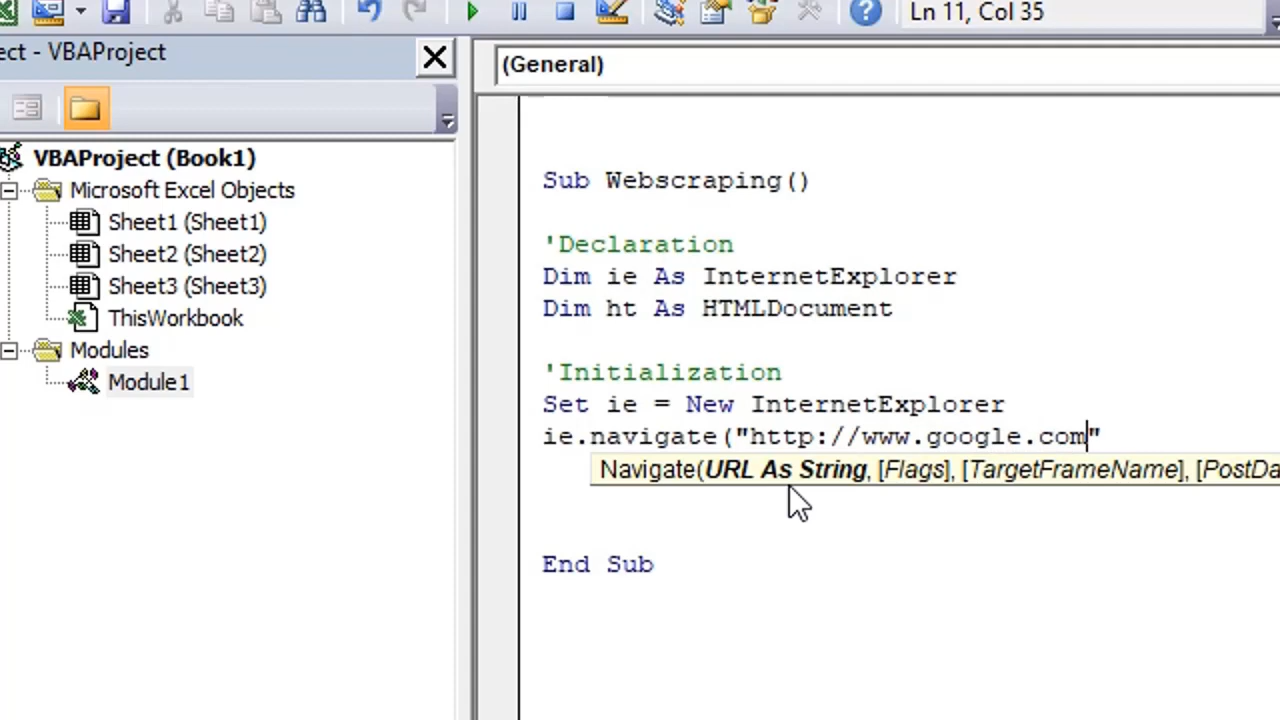 Ln 11, Col 35
ect - VBAProject
(General)
VBAProject (Book1)
Microsoft Excel Objects
Sheet1 (Sheet1)
Sheet2 (Sheet2)
Sheet3 (Sheet3)
ThisWorkbook
Modules
Module1
Sub Webscraping()
'Declaration
Dim ie As InternetExplorer
Dim ht As HTMLDocument
'Initialization
Set ie = New InternetExplorer
ie.navigate("http://www.google.com"
Navigate(URL As String, [Flags], [TargetFrameName], [PostDa
End Sub